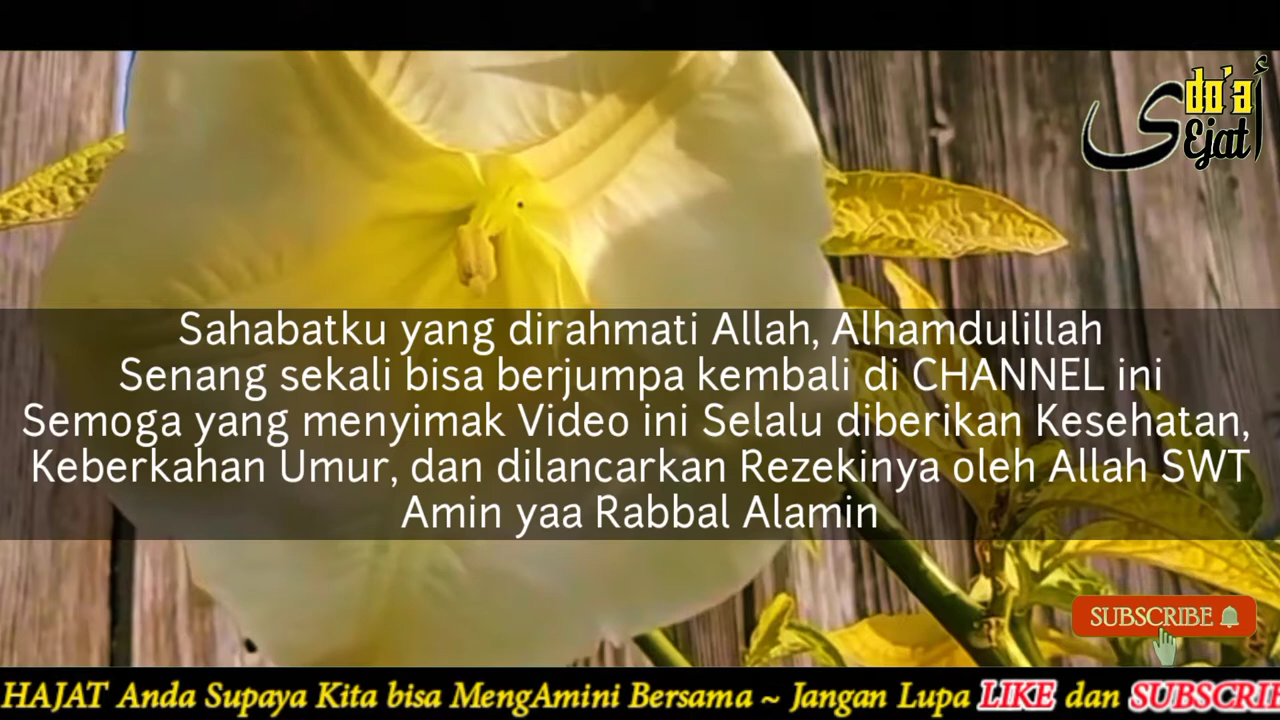 do'a
Ejat
أ ى
Sahabatku yang dirahmati Allah, Alhamdulillah
Senang sekali bisa berjumpa kembali di CHANNEL ini
Semoga yang menyimak Video ini Selalu diberikan Kesehatan,
Keberkahan Umur, dan dilancarkan Rezekinya oleh Allah SWT
Amin yaa Rabbal Alamin
SUBSCRIBE
HAJAT Anda Supaya Kita bisa MengAmini Bersama ~ Jangan Lupa LIKE dan SUBSCRI